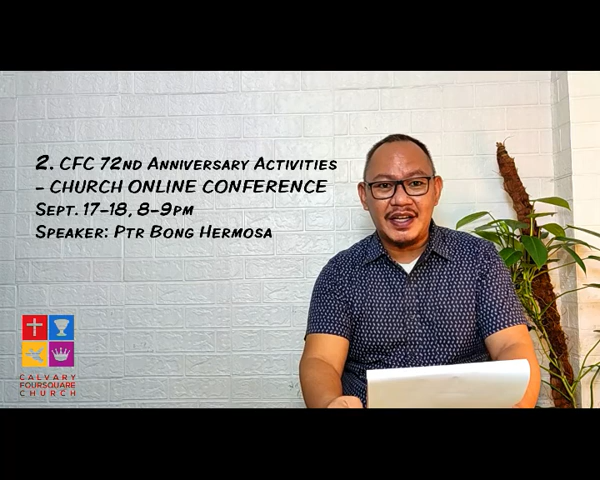 2. CFC 72nd Anniversary Activities
- CHURCH ONLINE CONFERENCE
Sept. 17-18, 8-9pm
Speaker: Ptr Bong Hermosa
CALVARY
FOURSQUARE
CHURCH